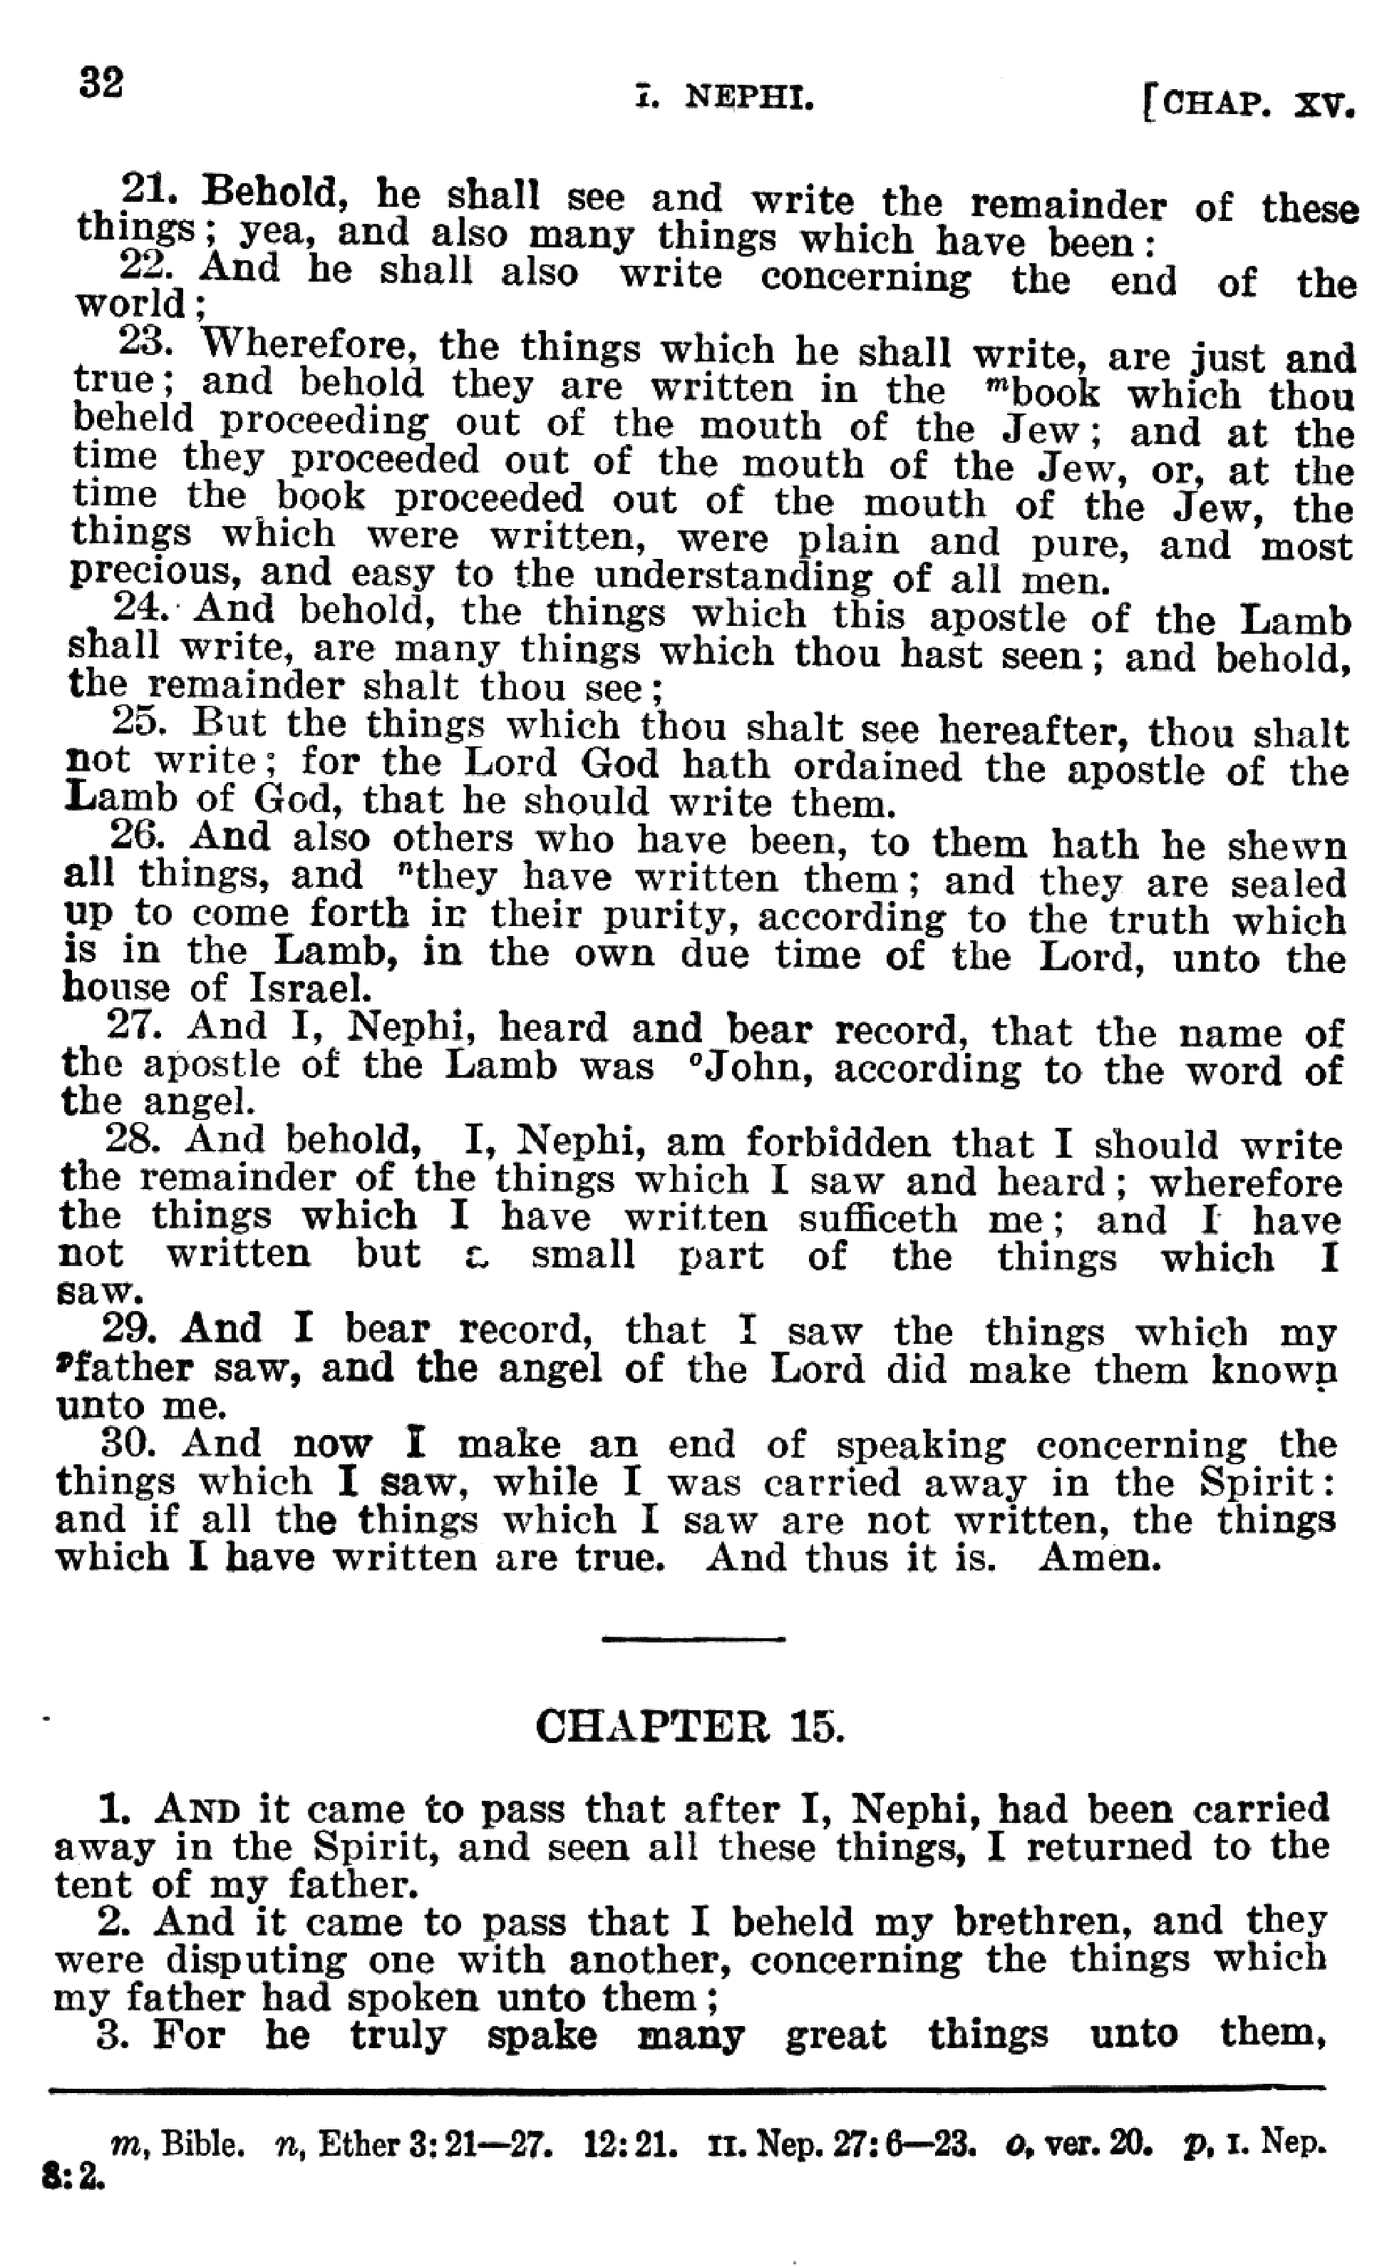 32
I. NEPHI.
[CHAP. XV.
21. Behold, he shall see and write the remainder of these
things; yea, and also many things which have been:
22. And he shall also write concerning the end of the
world;
23. Wherefore, the things which he shall write, are just and
true; and behold they are written in the ᵐbook which thou
beheld proceeding out of the mouth of the Jew; and at the
time they proceeded out of the mouth of the Jew, or, at the
time the book proceeded out of the mouth of the Jew, the
things which were written, were plain and pure, and most
precious, and easy to the understanding of all men.
24. And behold, the things which this apostle of the Lamb
shall write, are many things which thou hast seen; and behold,
the remainder shalt thou see;
25. But the things which thou shalt see hereafter, thou shalt
not write; for the Lord God hath ordained the apostle of the
Lamb of God, that he should write them.
26. And also others who have been, to them hath he shewn
all things, and ⁿthey have written them; and they are sealed
up to come forth in their purity, according to the truth which
is in the Lamb, in the own due time of the Lord, unto the
house of Israel.
27. And I, Nephi, heard and bear record, that the name of
the apostle of the Lamb was ᵒJohn, according to the word of
the angel.
28. And behold, I, Nephi, am forbidden that I should write
the remainder of the things which I saw and heard; wherefore
the things which I have written sufficeth me; and I have
not written but a small part of the things which I
saw.
29. And I bear record, that I saw the things which my
ᵖfather saw, and the angel of the Lord did make them known
unto me.
30. And now I make an end of speaking concerning the
things which I saw, while I was carried away in the Spirit:
and if all the things which I saw are not written, the things
which I have written are true. And thus it is. Amen.
CHAPTER 15.
1. AND it came to pass that after I, Nephi, had been carried
away in the Spirit, and seen all these things, I returned to the
tent of my father.
2. And it came to pass that I beheld my brethren, and they
were disputing one with another, concerning the things which
my father had spoken unto them;
3. For he truly spake many great things unto them,
m, Bible. n, Ether 3:21—27. 12:21. II. Nep. 27:6—23. o, ver. 20. p, I. Nep.
8:2.